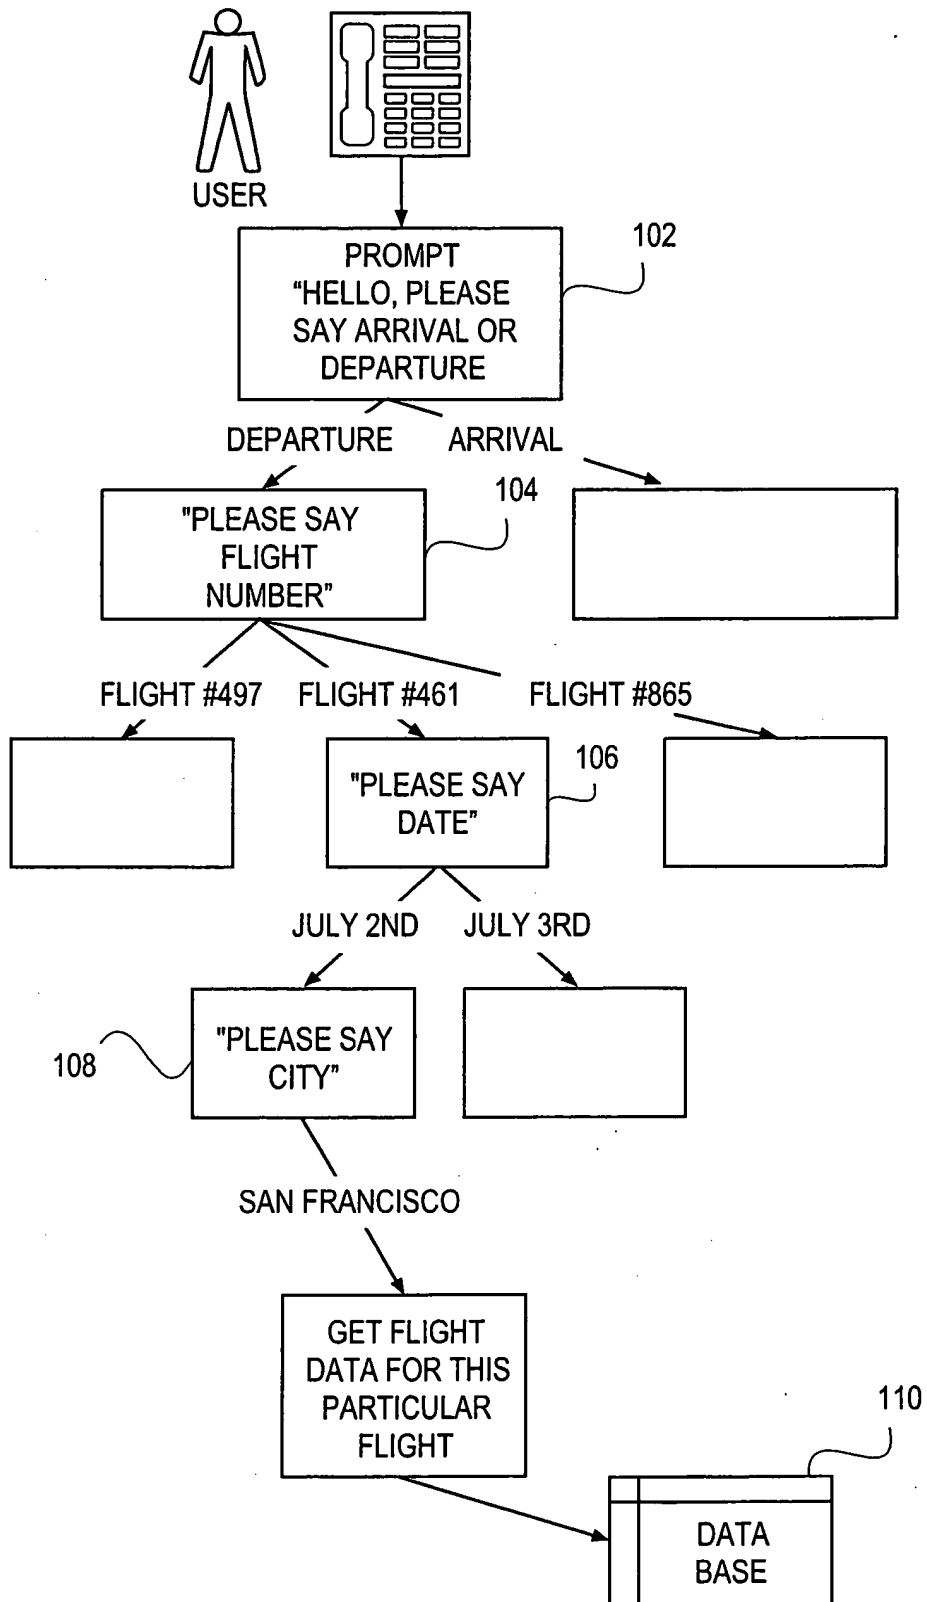 USER
102
PROMPT
“HELLO, PLEASE
SAY ARRIVAL OR
DEPARTURE
DEPARTURE
ARRIVAL
104
"PLEASE SAY
FLIGHT
NUMBER”
FLIGHT #497
FLIGHT #461
FLIGHT #865
106
"PLEASE SAY
DATE”
JULY 2ND
JULY 3RD
108
"PLEASE SAY
CITY”
SAN FRANCISCO
GET FLIGHT
DATA FOR THIS
PARTICULAR
FLIGHT
110
DATA
BASE